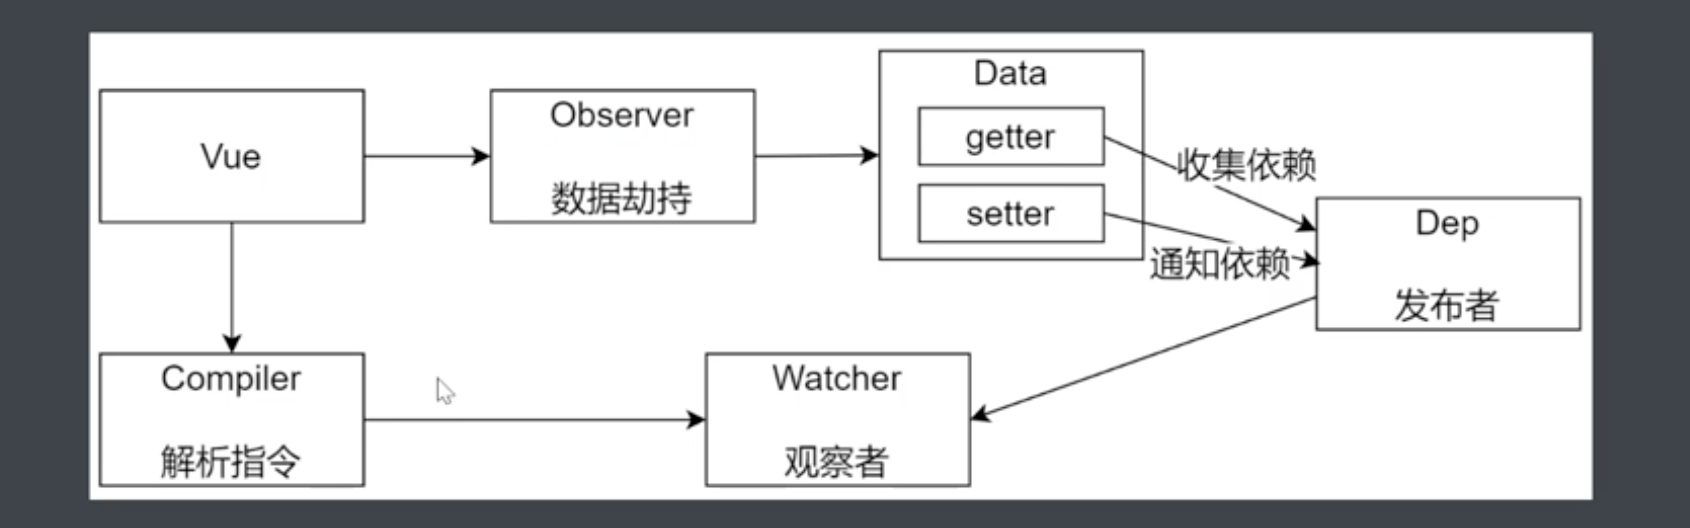 Vue
Observer
数据劫持
Data
getter
setter
收集依赖
通知依赖
Dep
发布者
Compiler
解析指令
Watcher
观察者